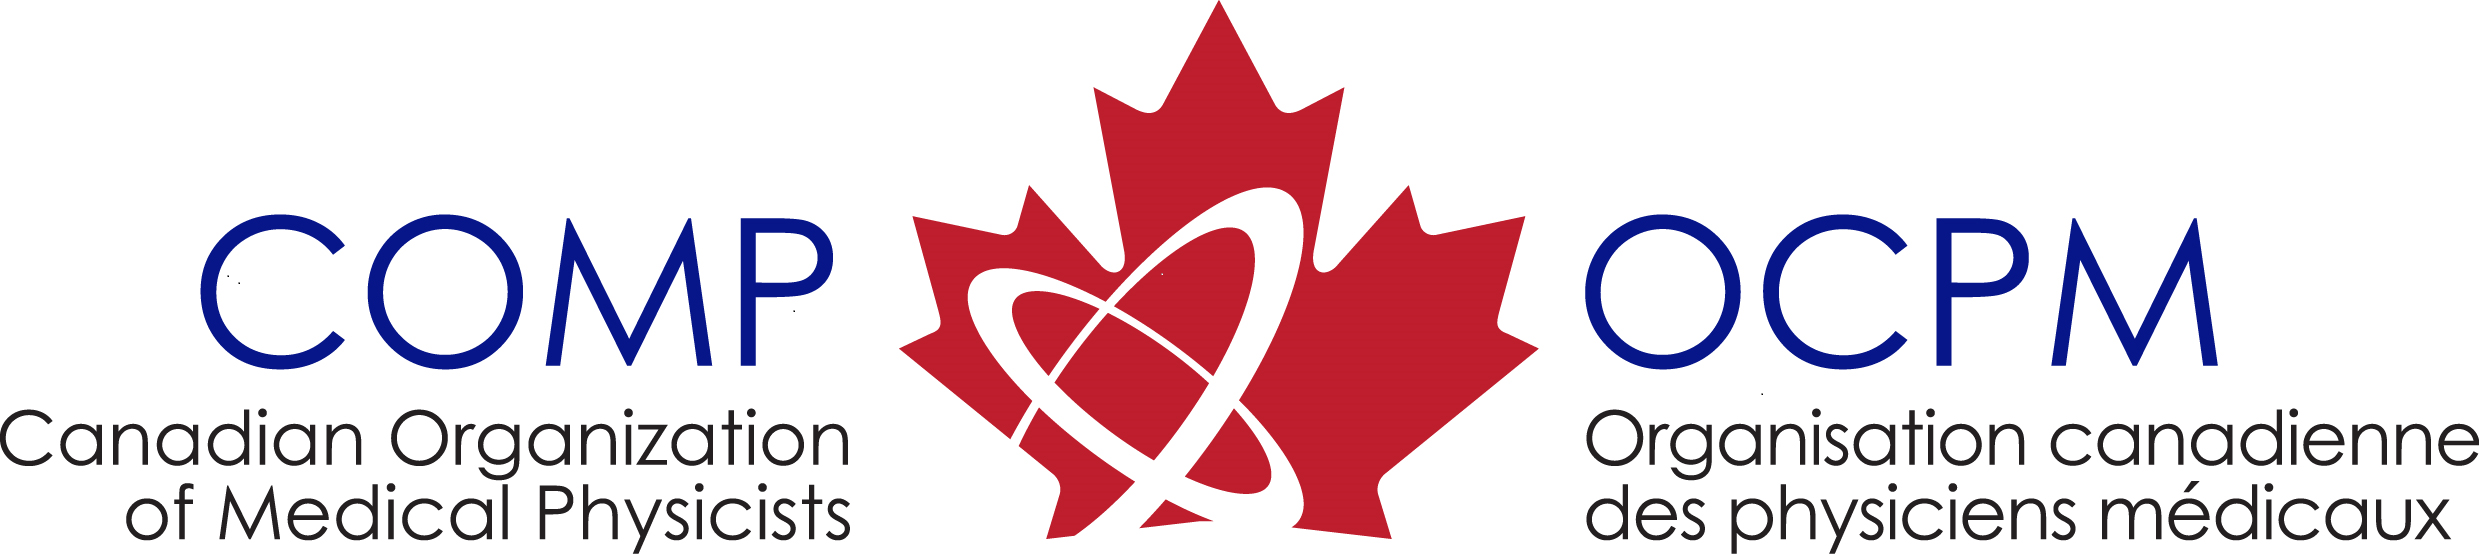 COMP
Canadian Organization
of Medical Physicists
OCPM
Organisation canadienne
des physiciens médicaux